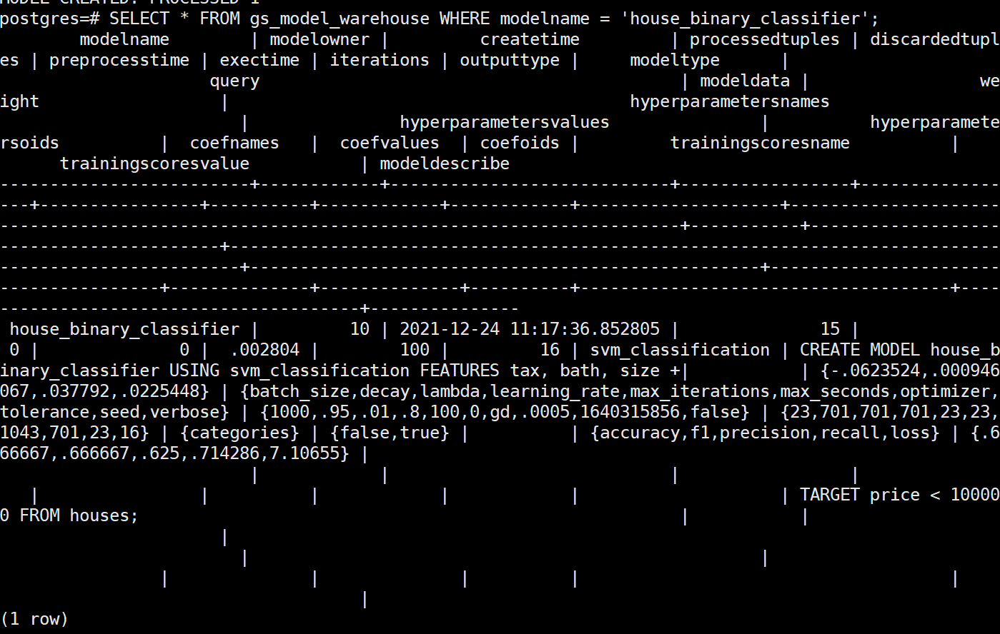 MODEL CREATED. PROCESSED 1
postgres=# SELECT * FROM gs_model_warehouse WHERE modelname = 'house_binary_classifier';
        modelname        | modelowner |         createtime         | processedtuples | discardedtupl
es | preprocesstime | exectime | iterations | outputtype |     modeltype      |
                     query                                          | modeldata |                 we
ight                  |                                        hyperparametersnames
                        |               hyperparametersvalues               |          hyperparamete
rsoids          |  coefnames   |  coefvalues  | coefoids |         trainingscoresname          |
      trainingscoresvalue           | modeldescribe
-------------------------+------------+----------------------------+-----------------+--------------
---+----------------+----------+------------+------------+--------------------+---------------------
--------------------------------------------------------------------+-----------+-------------------
----------------------+-----------------------------------------------------------------------------
------------------------+---------------------------------------------------+-----------------------
----------------+--------------+--------------+----------+-------------------------------------+----
------------------------------------+---------------
 house_binary_classifier |         10 | 2021-12-24 11:17:36.852805 |              15 |
 0 |              0 |  .002804 |        100 |         16 | svm_classification | CREATE MODEL house_b
inary_classifier USING svm_classification FEATURES tax, bath, size +|           | {-.0623524,.000946
067,.037792,.0225448} | {batch_size,decay,lambda,learning_rate,max_iterations,max_seconds,optimizer,
tolerance,seed,verbose} | {1000,.95,.01,.8,100,0,gd,.0005,1640315856,false} | {23,701,701,701,23,23,
1043,701,23,16} | {categories} | {false,true} |          | {accuracy,f1,precision,recall,loss} | {.6
66667,.666667,.625,.714286,7.10655} |
                         |            |                            |                 |
   |                |          |            |            |                    | TARGET price < 10000
0 FROM houses;                                                      |           |
                      |
                        |                                                   |
                |              |              |          |                                     |
                                    |
(1 row)